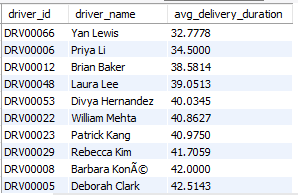 driver_id driver_name avg_delivery_duration
DRV00066 Yan Lewis 32.7778
DRV00006 Priya Li 34.5000
DRV00012 Brian Baker 38.5814
DRV00048 Laura Lee 39.0513
DRV00053 Divya Hernandez 40.0345
DRV00022 William Mehta 40.8627
DRV00023 Patrick Kang 40.9750
DRV00029 Rebecca Kim 41.7059
DRV00008 Barbara KonÃ© 42.0000
DRV00005 Deborah Clark 42.5143